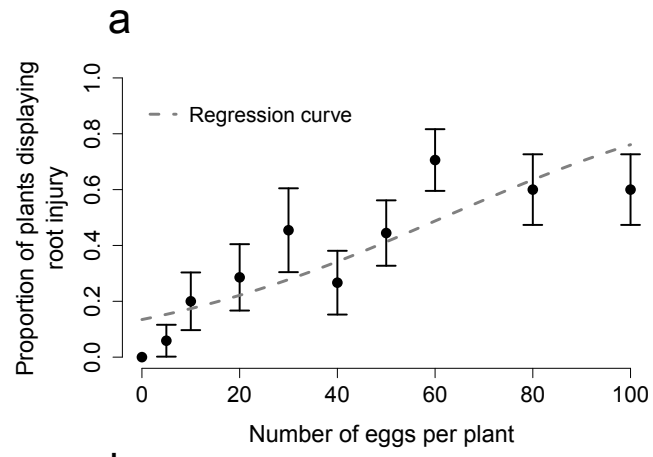 a
Proportion of plants displaying
root injury
1.0
0.8
0.6
0.4
0.2
0.0
Regression curve
0 20 40 60 80 100
Number of eggs per plant